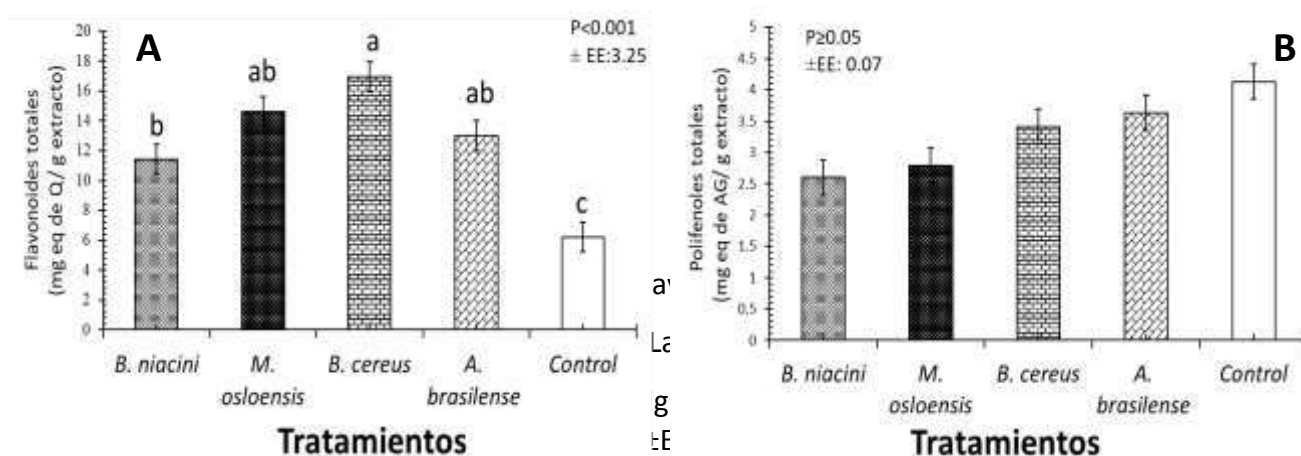 A
P<0.001
± EE:3.25
Flavonoides totales
(mg eq de Q/ g extracto)
20
18
16
14
12
10
8
6
4
2
0
b
ab
a
ab
c
B. niacini
M. osloensis
B. cereus
A. brasilense
Control
Tratamientos
av
La
g
±E
B
P≥0.05
±EE: 0.07
Polifenoles totales
(mg eq de AG/ g extracto)
5
4.5
4
3.5
3
2.5
2
1.5
1
0.5
0
B. niacini
M. osloensis
B. cereus
A. brasilense
Control
Tratamientos